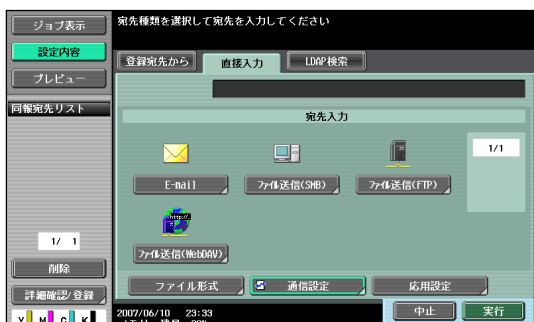 ジョブ表示
設定内容
プレビュー
同報宛先リスト
1/ 1
削除
詳細確認/登録
Y M C K
宛先種類を選択して宛先を入力してください
登録宛先から 直接入力 LDAP検索
宛先入力
1/1
E-mail ファイル送信(SMB) ファイル送信(FTP)
http://
ファイル送信(WebDAV)
ファイル形式 通信設定 応用設定
2007/06/10 23:33
中止 実行